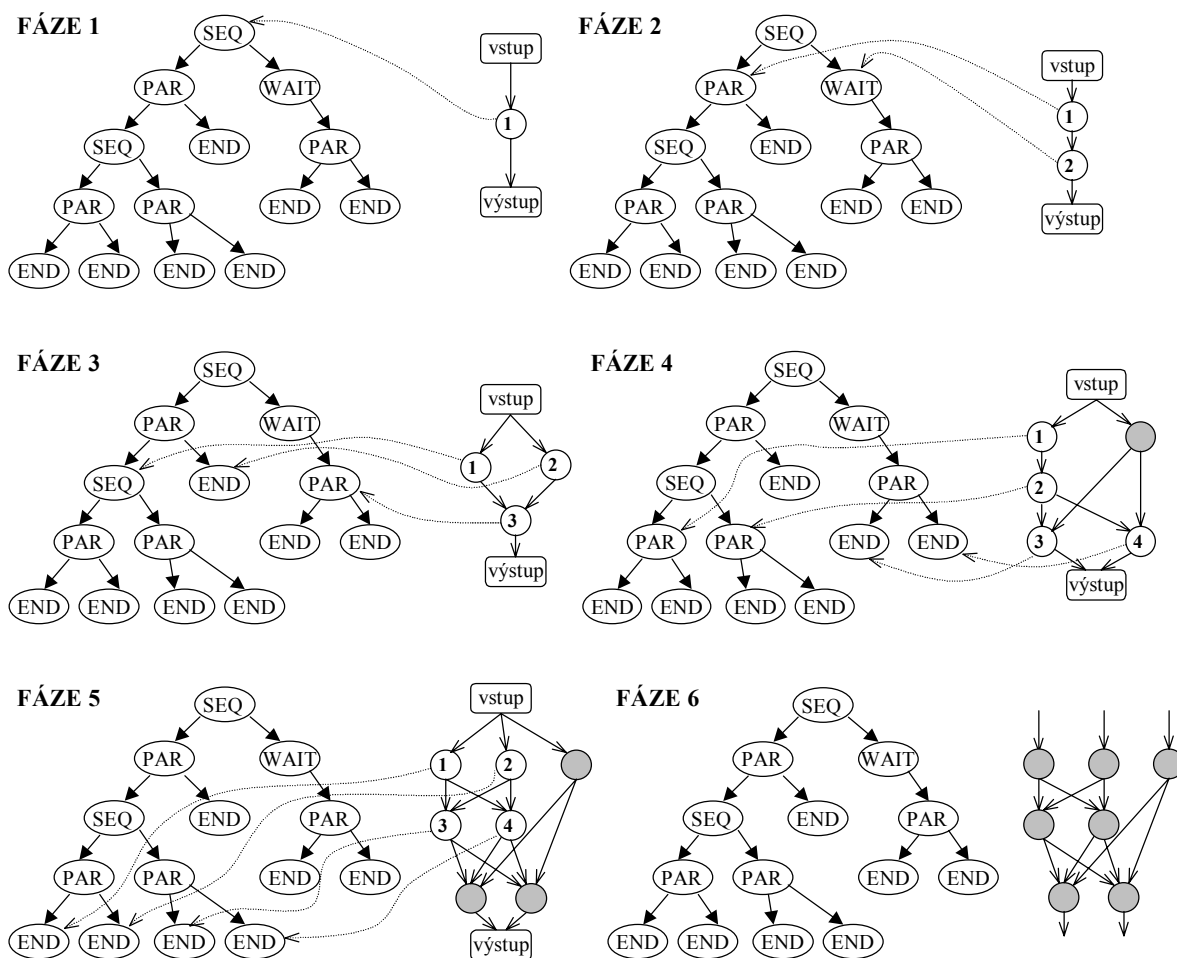 FÁZE 1
SEQ
vstup
PAR WAIT
1
SEQ END PAR
PAR PAR END END výstup
END END END END
FÁZE 2
SEQ
vstup
PAR WAIT
1
SEQ END PAR
2
PAR PAR END END
výstup
END END END END
FÁZE 3
SEQ
vstup
PAR WAIT
1 2
SEQ END PAR
3
PAR PAR END END
výstup
END END END END
FÁZE 4
SEQ
vstup
PAR WAIT
1
SEQ END PAR
2
PAR PAR END END 3 4
výstup
END END END END
FÁZE 5
SEQ
vstup
PAR WAIT
1 2
SEQ END PAR
3 4
PAR PAR END END
END END END END
výstup
FÁZE 6
SEQ
PAR WAIT
SEQ END PAR
PAR PAR END END
END END END END